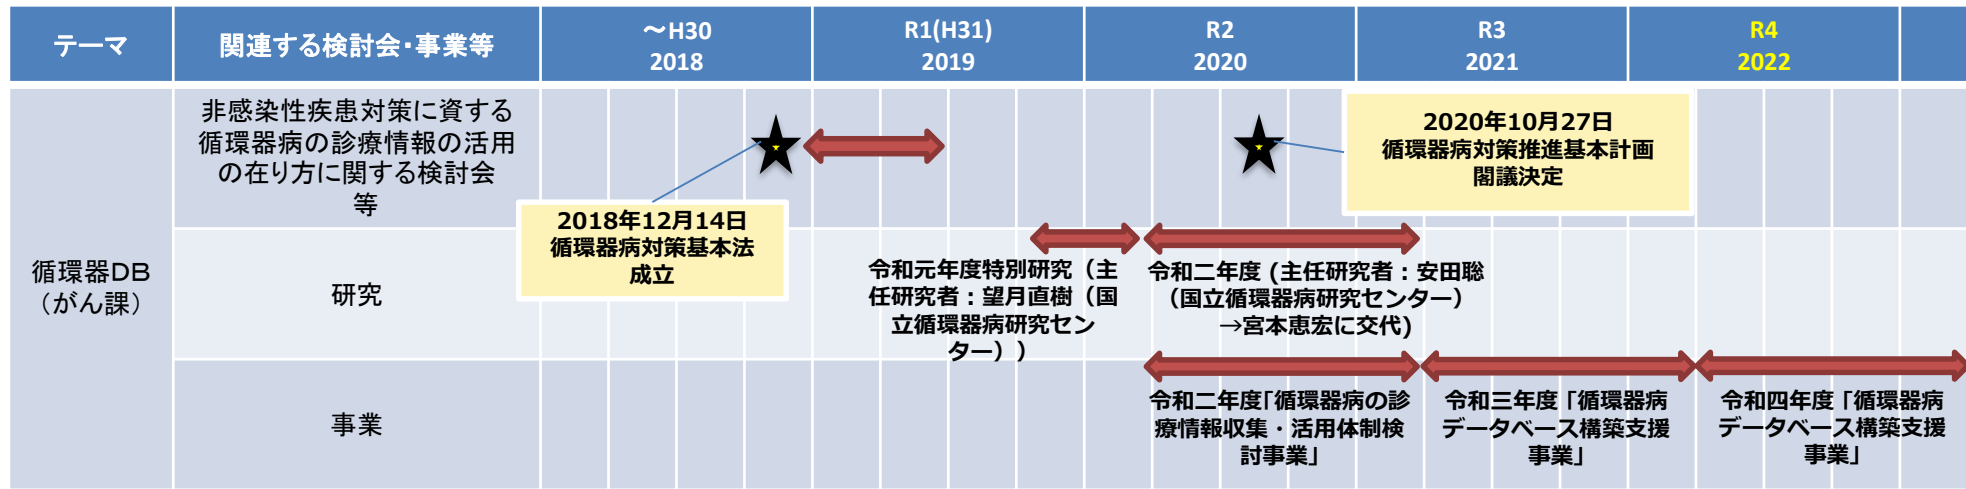 テーマ
関連する検討会・事業等
～H30
2018
R1(H31)
2019
R2
2020
R3
2021
R4
2022
循環器DB
（がん課）
非感染性疾患対策に資する
循環器病の診療情報の活用
の在り方に関する検討会
等
2018年12月14日
循環器病対策基本法
成立
2020年10月27日
循環器病対策推進基本計画
閣議決定
研究
令和元年度特別研究（主
任研究者：望月直樹（国
立循環器病研究セン
ター））
令和二年度 (主任研究者：安田聡
（国立循環器病研究センター）
→宮本恵宏に交代)
事業
令和二年度「循環器病の診
療情報収集・活用体制検
討事業」
令和三年度「循環器病
データベース構築支援
事業」
令和四年度「循環器病
データベース構築支援
事業」